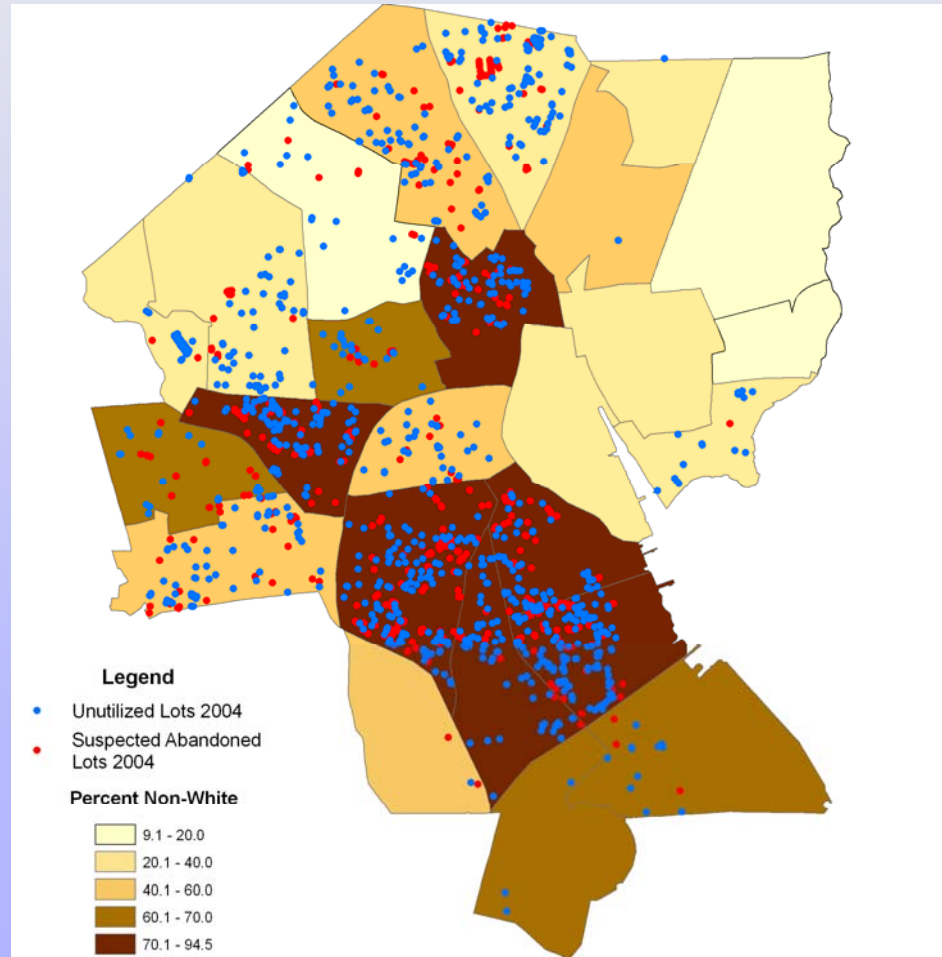 Legend
Unutilized Lots 2004
Suspected Abandoned
Lots 2004
Percent Non-White
9.1 - 20.0
20.1 - 40.0
40.1 - 60.0
60.1 - 70.0
70.1 - 94.5